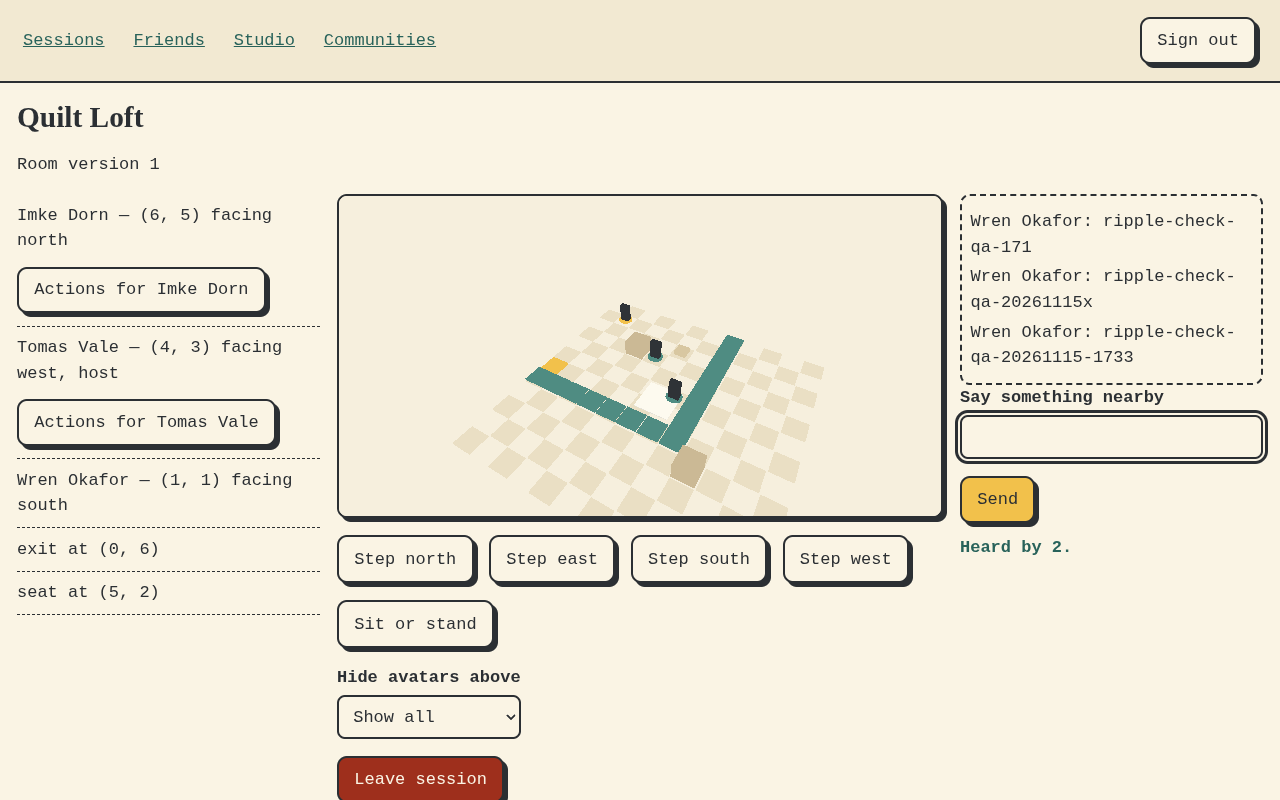 Sessions Friends Studio Communities Sign out
Quilt Loft
Room version 1
Imke Dorn — (6, 5) facing
north
Actions for Imke Dorn
Tomas Vale — (4, 3) facing
west, host
Actions for Tomas Vale
Wren Okafor — (1, 1) facing
south
exit at (0, 6)
seat at (5, 2)
Step north Step east Step south Step west
Sit or stand
Hide avatars above
Show all
Leave session
Wren Okafor: ripple-check-
qa-171
Wren Okafor: ripple-check-
qa-20261115x
Wren Okafor: ripple-check-
qa-20261115-1733
Say something nearby
Send
Heard by 2.